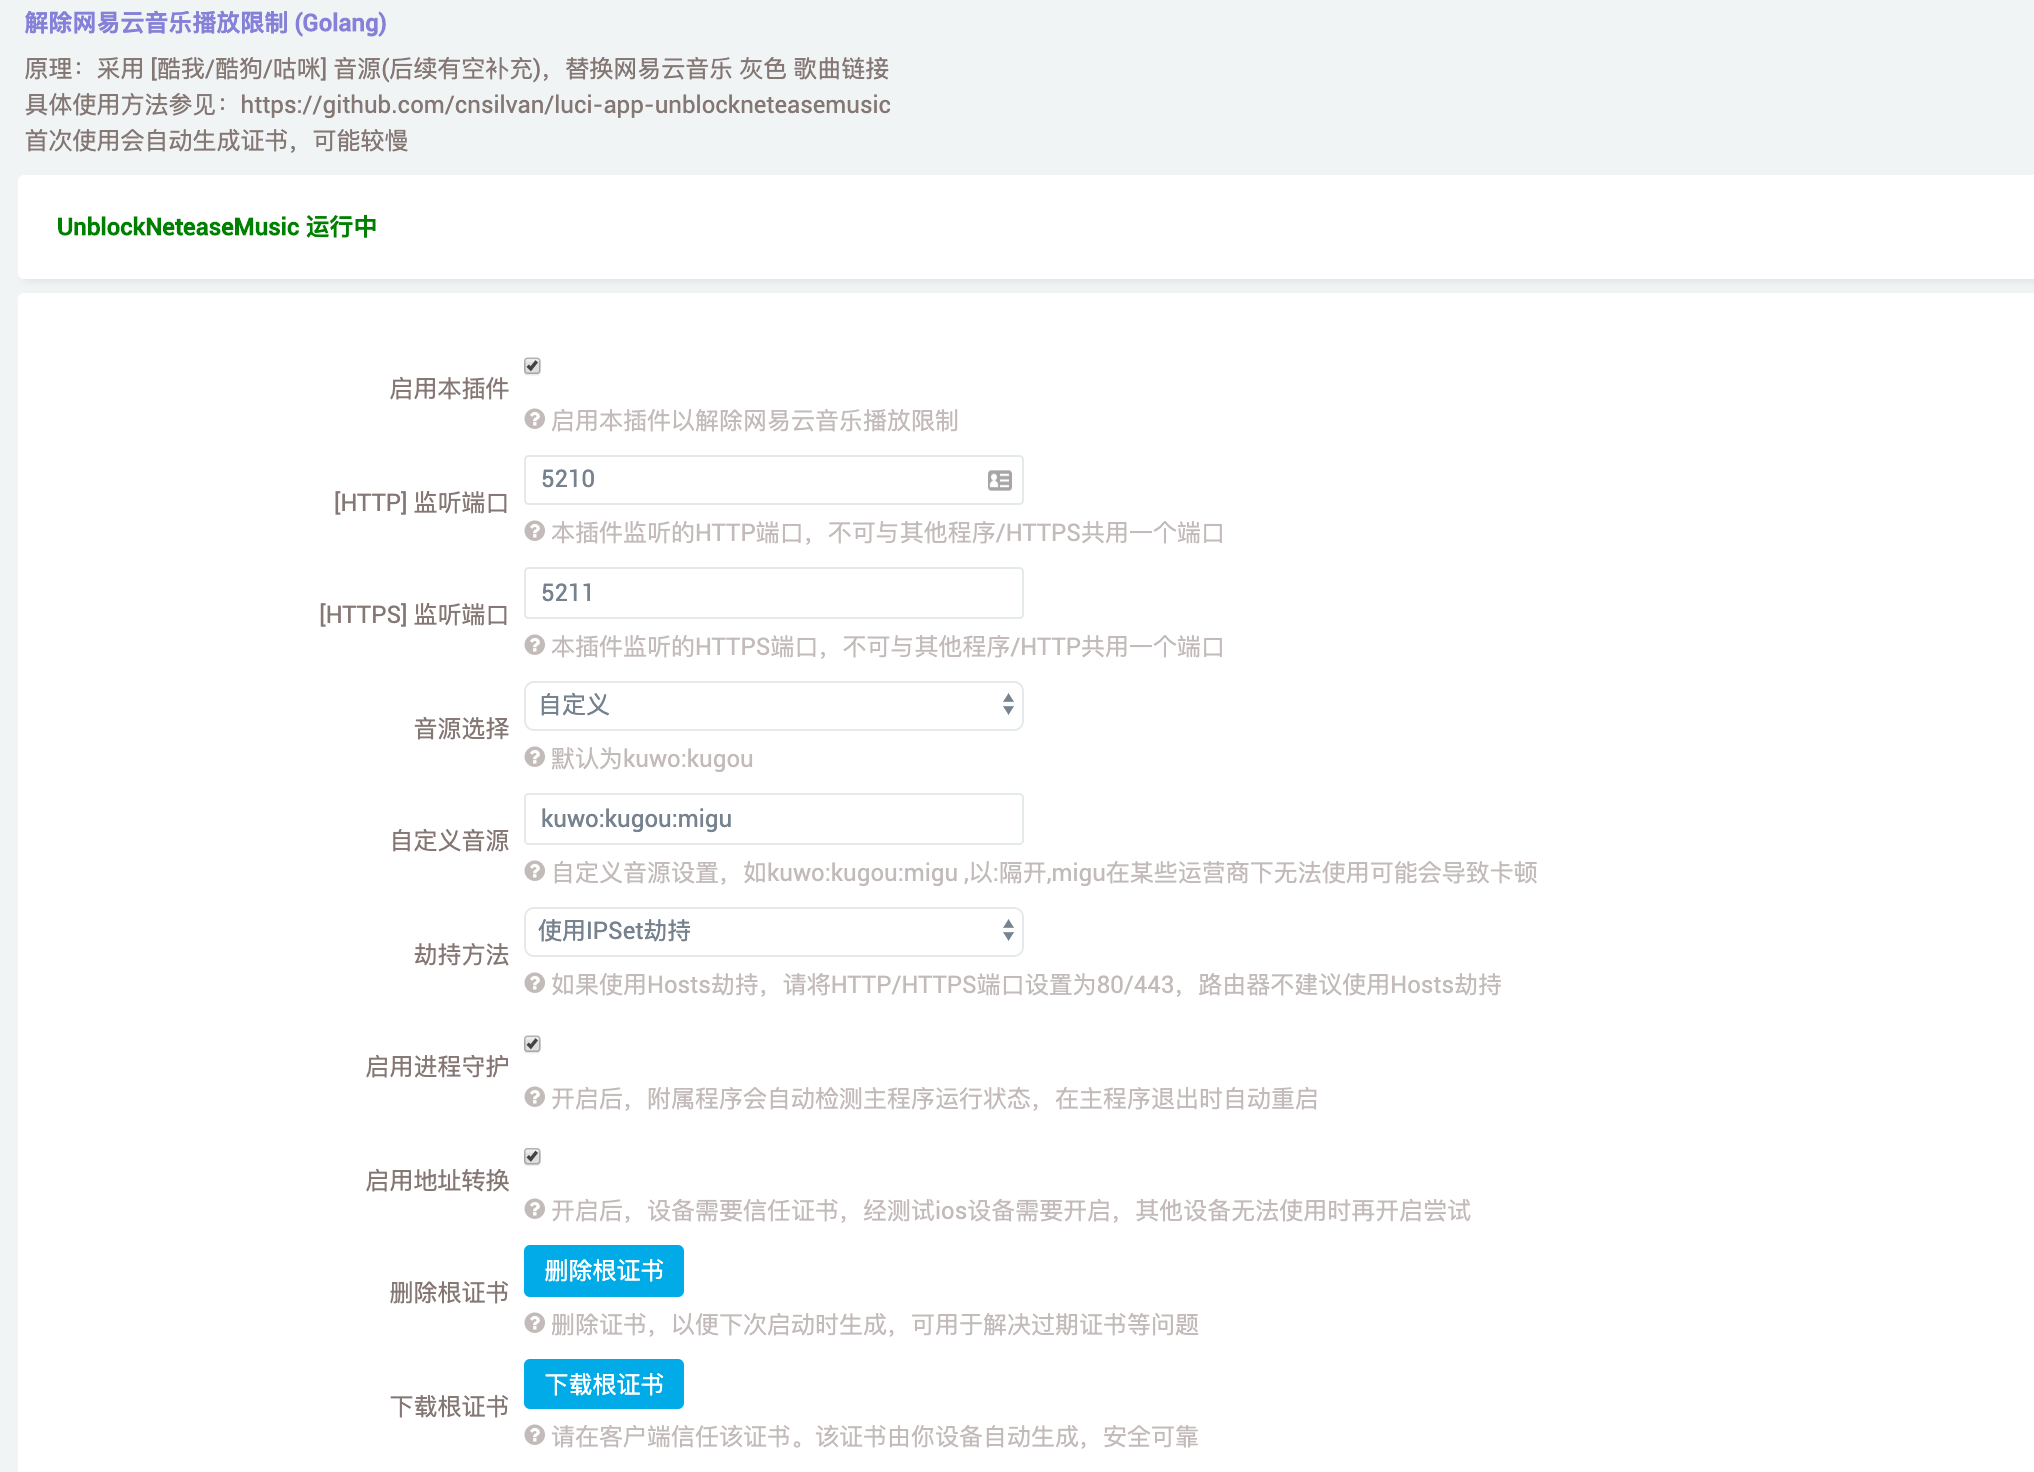 解除网易云音乐播放限制 (Golang)
原理：采用 [酷我/酷狗/咕咪] 音源(后续有空补充)，替换网易云音乐 灰色 歌曲链接
具体使用方法参见：https://github.com/cnsilvan/luci-app-unblockneteasemusic
首次使用会自动生成证书，可能较慢
UnblockNeteaseMusic 运行中
启用本插件
启用本插件以解除网易云音乐播放限制
[HTTP] 监听端口
5210
本插件监听的HTTP端口，不可与其他程序/HTTPS共用一个端口
[HTTPS] 监听端口
5211
本插件监听的HTTPS端口，不可与其他程序/HTTP共用一个端口
音源选择
自定义
默认为kuwo:kugou
自定义音源
kuwo:kugou:migu
自定义音源设置，如kuwo:kugou:migu ,以:隔开,migu在某些运营商下无法使用可能会导致卡顿
劫持方法
使用IPSet劫持
如果使用Hosts劫持，请将HTTP/HTTPS端口设置为80/443，路由器不建议使用Hosts劫持
启用进程守护
开启后，附属程序会自动检测主程序运行状态，在主程序退出时自动重启
启用地址转换
开启后，设备需要信任证书，经测试ios设备需要开启，其他设备无法使用时再开启尝试
删除根证书
删除根证书
删除证书，以便下次启动时生成，可用于解决过期证书等问题
下载根证书
下载根证书
请在客户端信任该证书。该证书由你设备自动生成，安全可靠